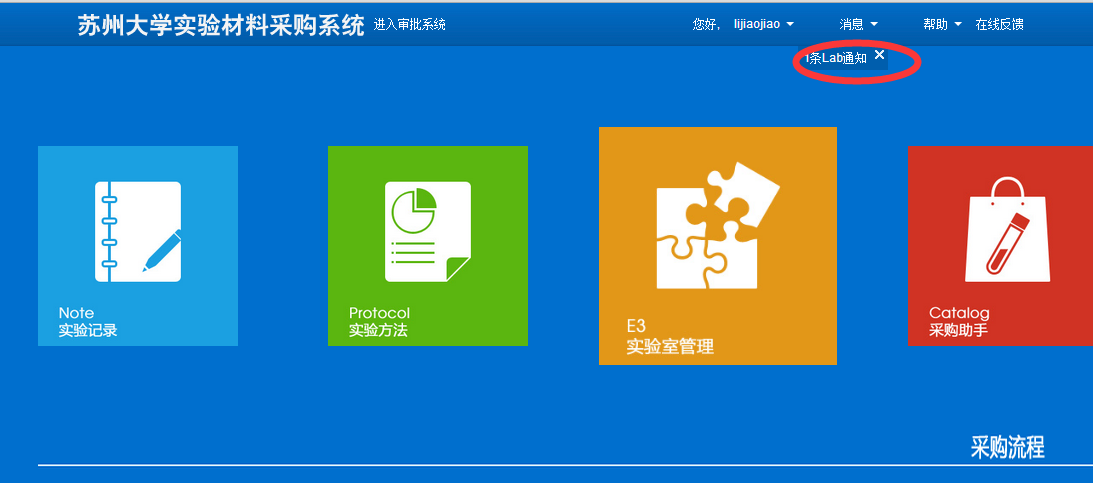 苏州大学实验材料采购系统 进入审批系统 您好， lijiaojiao 消息 帮助 在线反馈
1条Lab通知
Note
实验记录
Protocol
实验方法
E3
实验室管理
Catalog
采购助手
采购流程